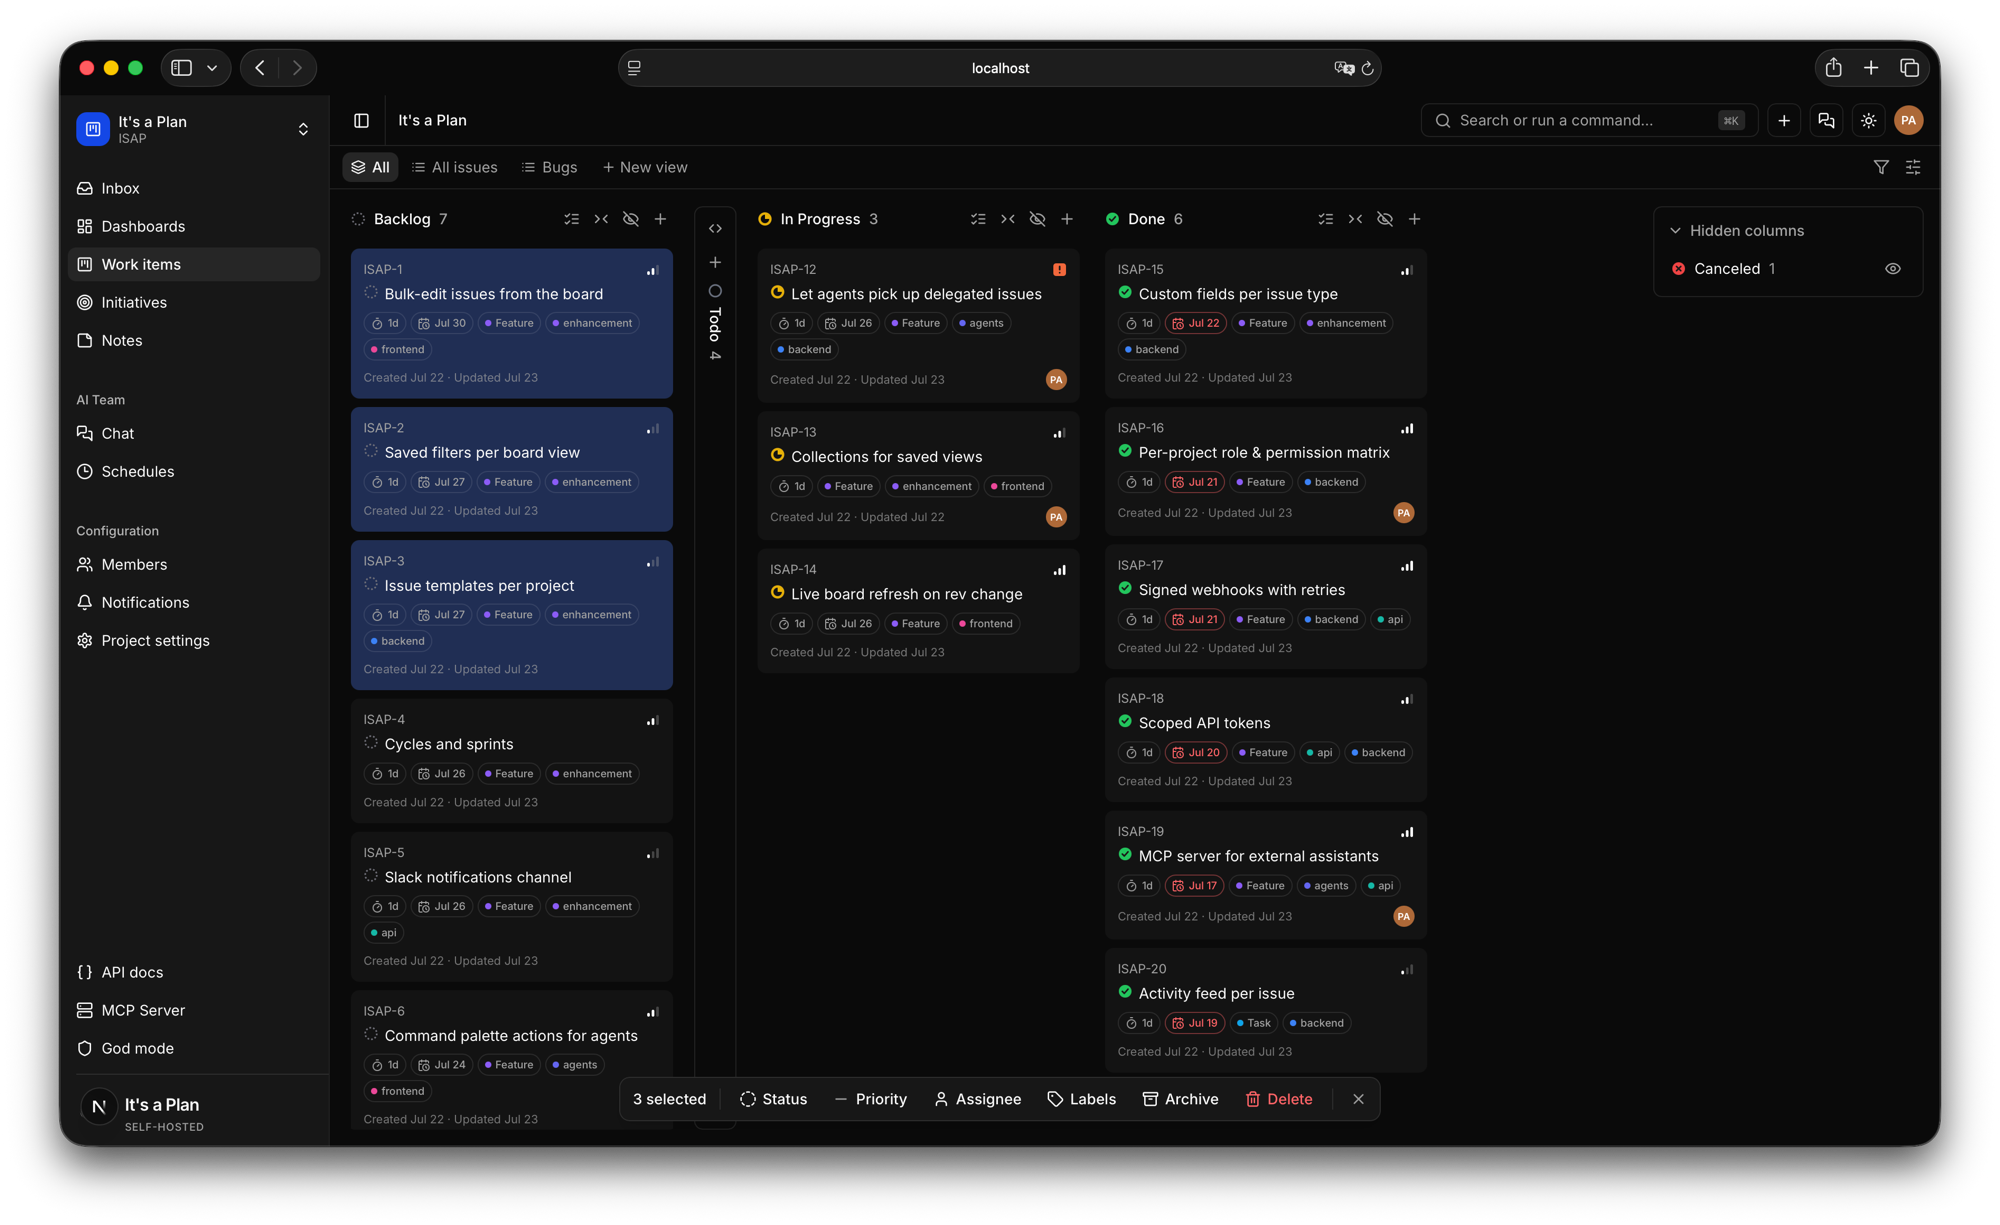 localhost
It's a Plan
ISAP
Inbox
Dashboards
Work items
Initiatives
Notes
AI Team
Chat
Schedules
Configuration
Members
Notifications
Project settings
API docs
MCP Server
God mode
N
It's a Plan
SELF-HOSTED
It's a Plan
Search or run a command... ⌘K
PA
All
All issues
Bugs
+ New view
Backlog 7
ISAP-1
Bulk-edit issues from the board
1d Jul 30 Feature enhancement
frontend
Created Jul 22 · Updated Jul 23
ISAP-2
Saved filters per board view
1d Jul 27 Feature enhancement
Created Jul 22 · Updated Jul 23
ISAP-3
Issue templates per project
1d Jul 27 Feature enhancement
backend
Created Jul 22 · Updated Jul 23
ISAP-4
Cycles and sprints
1d Jul 26 Feature enhancement
Created Jul 22 · Updated Jul 23
ISAP-5
Slack notifications channel
1d Jul 26 Feature enhancement
api
Created Jul 22 · Updated Jul 23
ISAP-6
Command palette actions for agents
1d Jul 24 Feature agents
frontend
Created Jul 22 · Updated Jul 23
Todo 4
In Progress 3
ISAP-12
Let agents pick up delegated issues
1d Jul 26 Feature agents
backend
Created Jul 22 · Updated Jul 23
PA
ISAP-13
Collections for saved views
1d Feature enhancement frontend
Created Jul 22 · Updated Jul 22
PA
ISAP-14
Live board refresh on rev change
1d Jul 26 Feature frontend
Created Jul 22 · Updated Jul 23
Done 6
ISAP-15
Custom fields per issue type
1d Jul 22 Feature enhancement
backend
Created Jul 22 · Updated Jul 23
ISAP-16
Per-project role & permission matrix
1d Jul 21 Feature backend
Created Jul 22 · Updated Jul 23
PA
ISAP-17
Signed webhooks with retries
1d Jul 21 Feature backend api
Created Jul 22 · Updated Jul 23
ISAP-18
Scoped API tokens
1d Jul 20 Feature api backend
Created Jul 22 · Updated Jul 23
ISAP-19
MCP server for external assistants
1d Jul 17 Feature agents api
Created Jul 22 · Updated Jul 23
PA
ISAP-20
Activity feed per issue
1d Jul 19 Task backend
Created Jul 22 · Updated Jul 23
Hidden columns
Canceled 1
3 selected Status Priority Assignee Labels Archive Delete